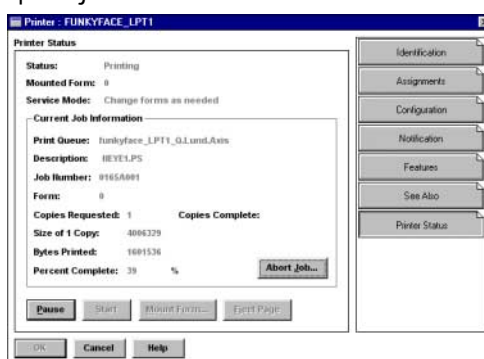 Printer : FUNKYFACE_LPT1
Printer Status
Status: Printing
Mounted Form: 0
Service Mode: Change forms as needed
Current Job Information
Print Queue: funkyface_LPT1_Q.Lund.Axis
Description: HEYE1.PS
Job Number: 0165A001
Form: 0
Copies Requested: 1 Copies Complete:
Size of 1 Copy: 4006329
Bytes Printed: 1601536
Percent Complete: 39 %
Abort Job...
Pause Start Mount Form... Eject Page
OK Cancel Help
Identification
Assignments
Configuration
Notification
Features
See Also
Printer Status